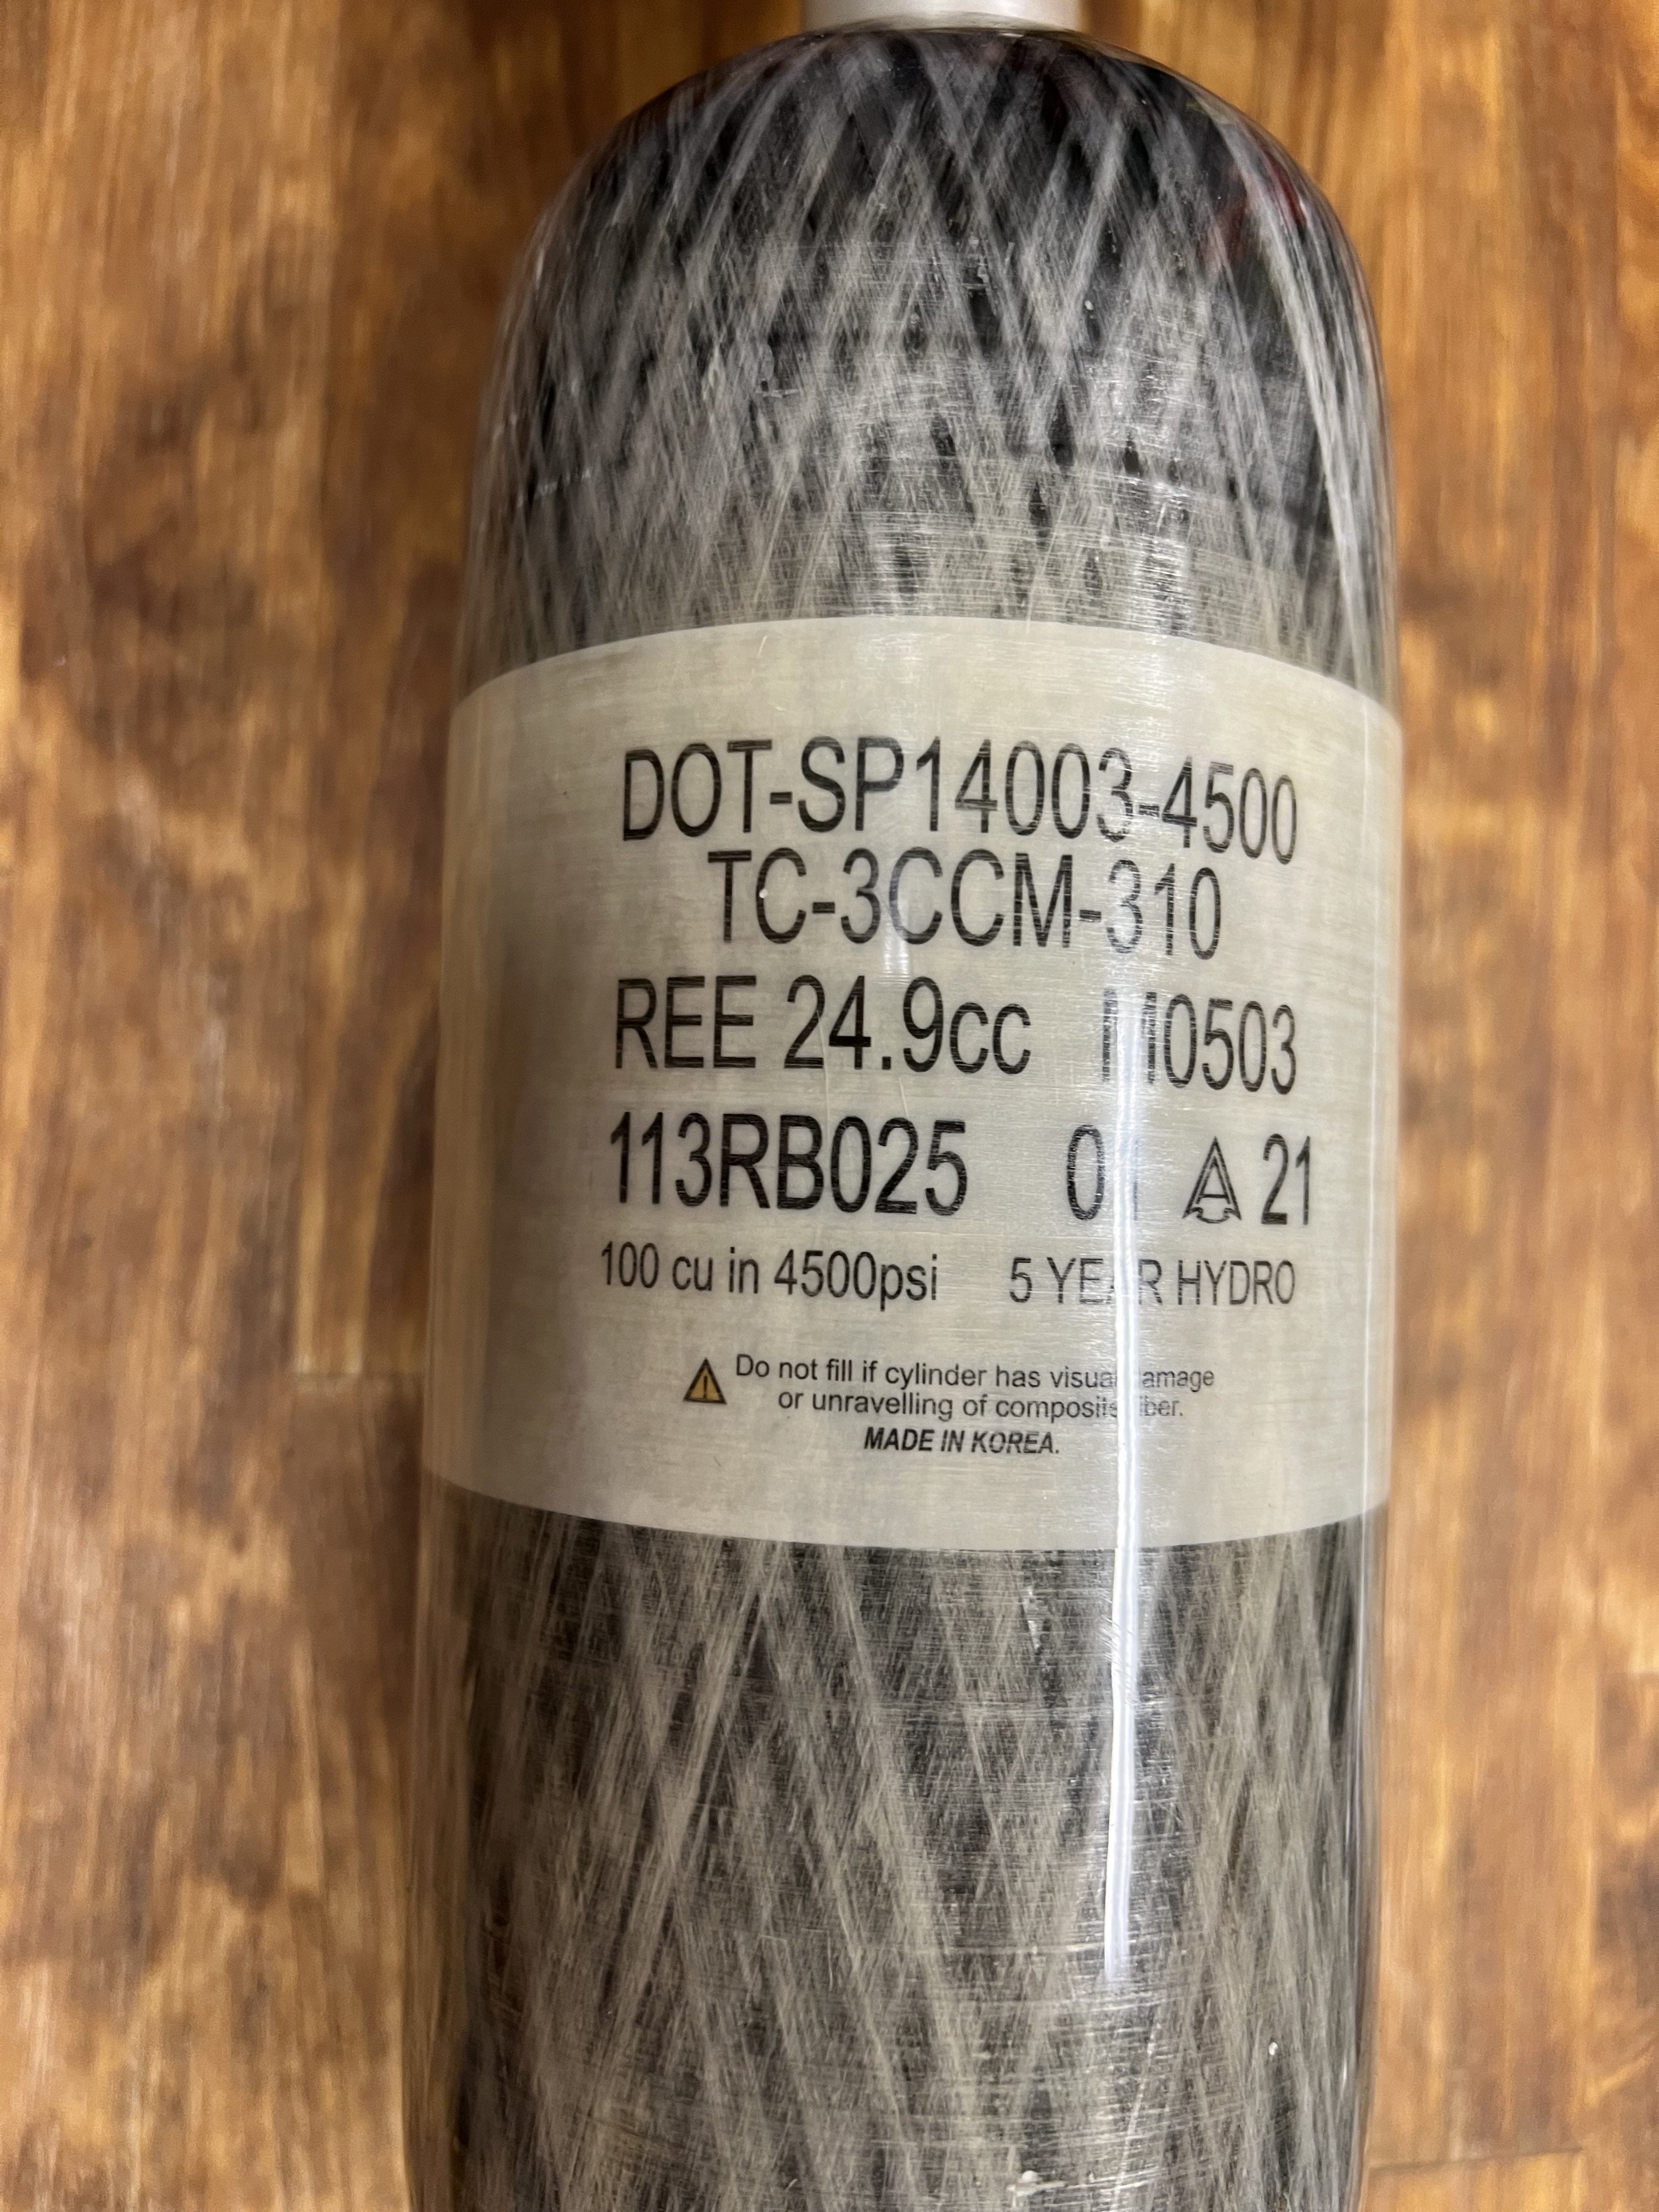 DOT-SP14003-4500
TC-3CCM-310
REE 24.9cc M0503
113RB025 21
100 cu in 4500psi 5 YEAR HYDRO
Do not fill if cylinder has visual damage
or unravelling of composite fiber.
MADE IN KOREA.